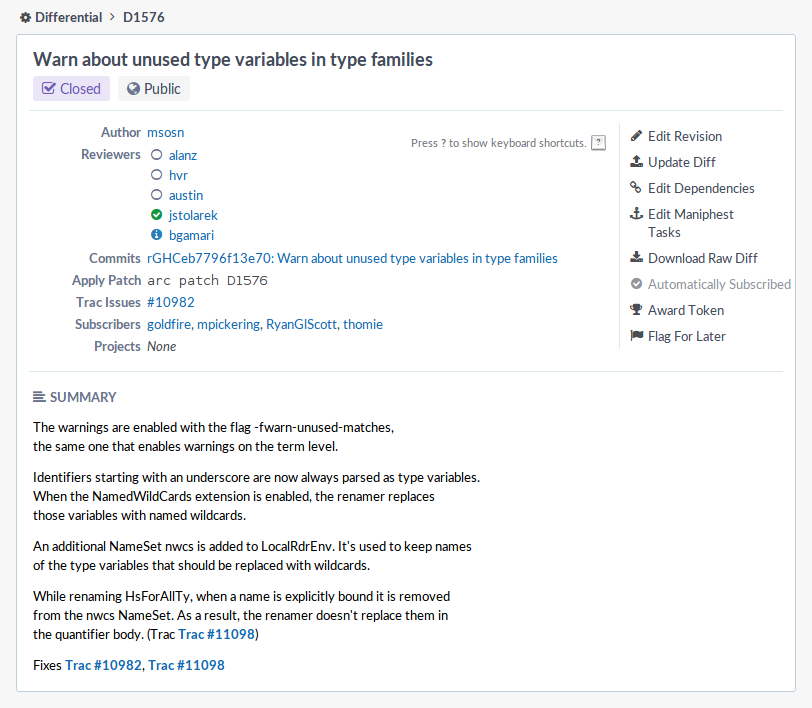 Differential > D1576
Warn about unused type variables in type families
Closed Public
Author msosn
Reviewers alanz
hvr
austin
jstolarek
bgamari
Commits rGHCeb7796f13e70: Warn about unused type variables in type families
Apply Patch arc patch D1576
Trac Issues #10982
Subscribers goldfire, mpickering, RyanGlScott, thomie
Projects None
Press ? to show keyboard shortcuts. ?
Edit Revision
Update Diff
Edit Dependencies
Edit Maniphest
Tasks
Download Raw Diff
Automatically Subscribed
Award Token
Flag For Later
SUMMARY
The warnings are enabled with the flag -fwarn-unused-matches,
the same one that enables warnings on the term level.
Identifiers starting with an underscore are now always parsed as type variables.
When the NamedWildCards extension is enabled, the renamer replaces
those variables with named wildcards.
An additional NameSet nwcs is added to LocalRdrEnv. It's used to keep names
of the type variables that should be replaced with wildcards.
While renaming HsForAllTy, when a name is explicitly bound it is removed
from the nwcs NameSet. As a result, the renamer doesn't replace them in
the quantifier body. (Trac Trac #11098)
Fixes Trac #10982, Trac #11098